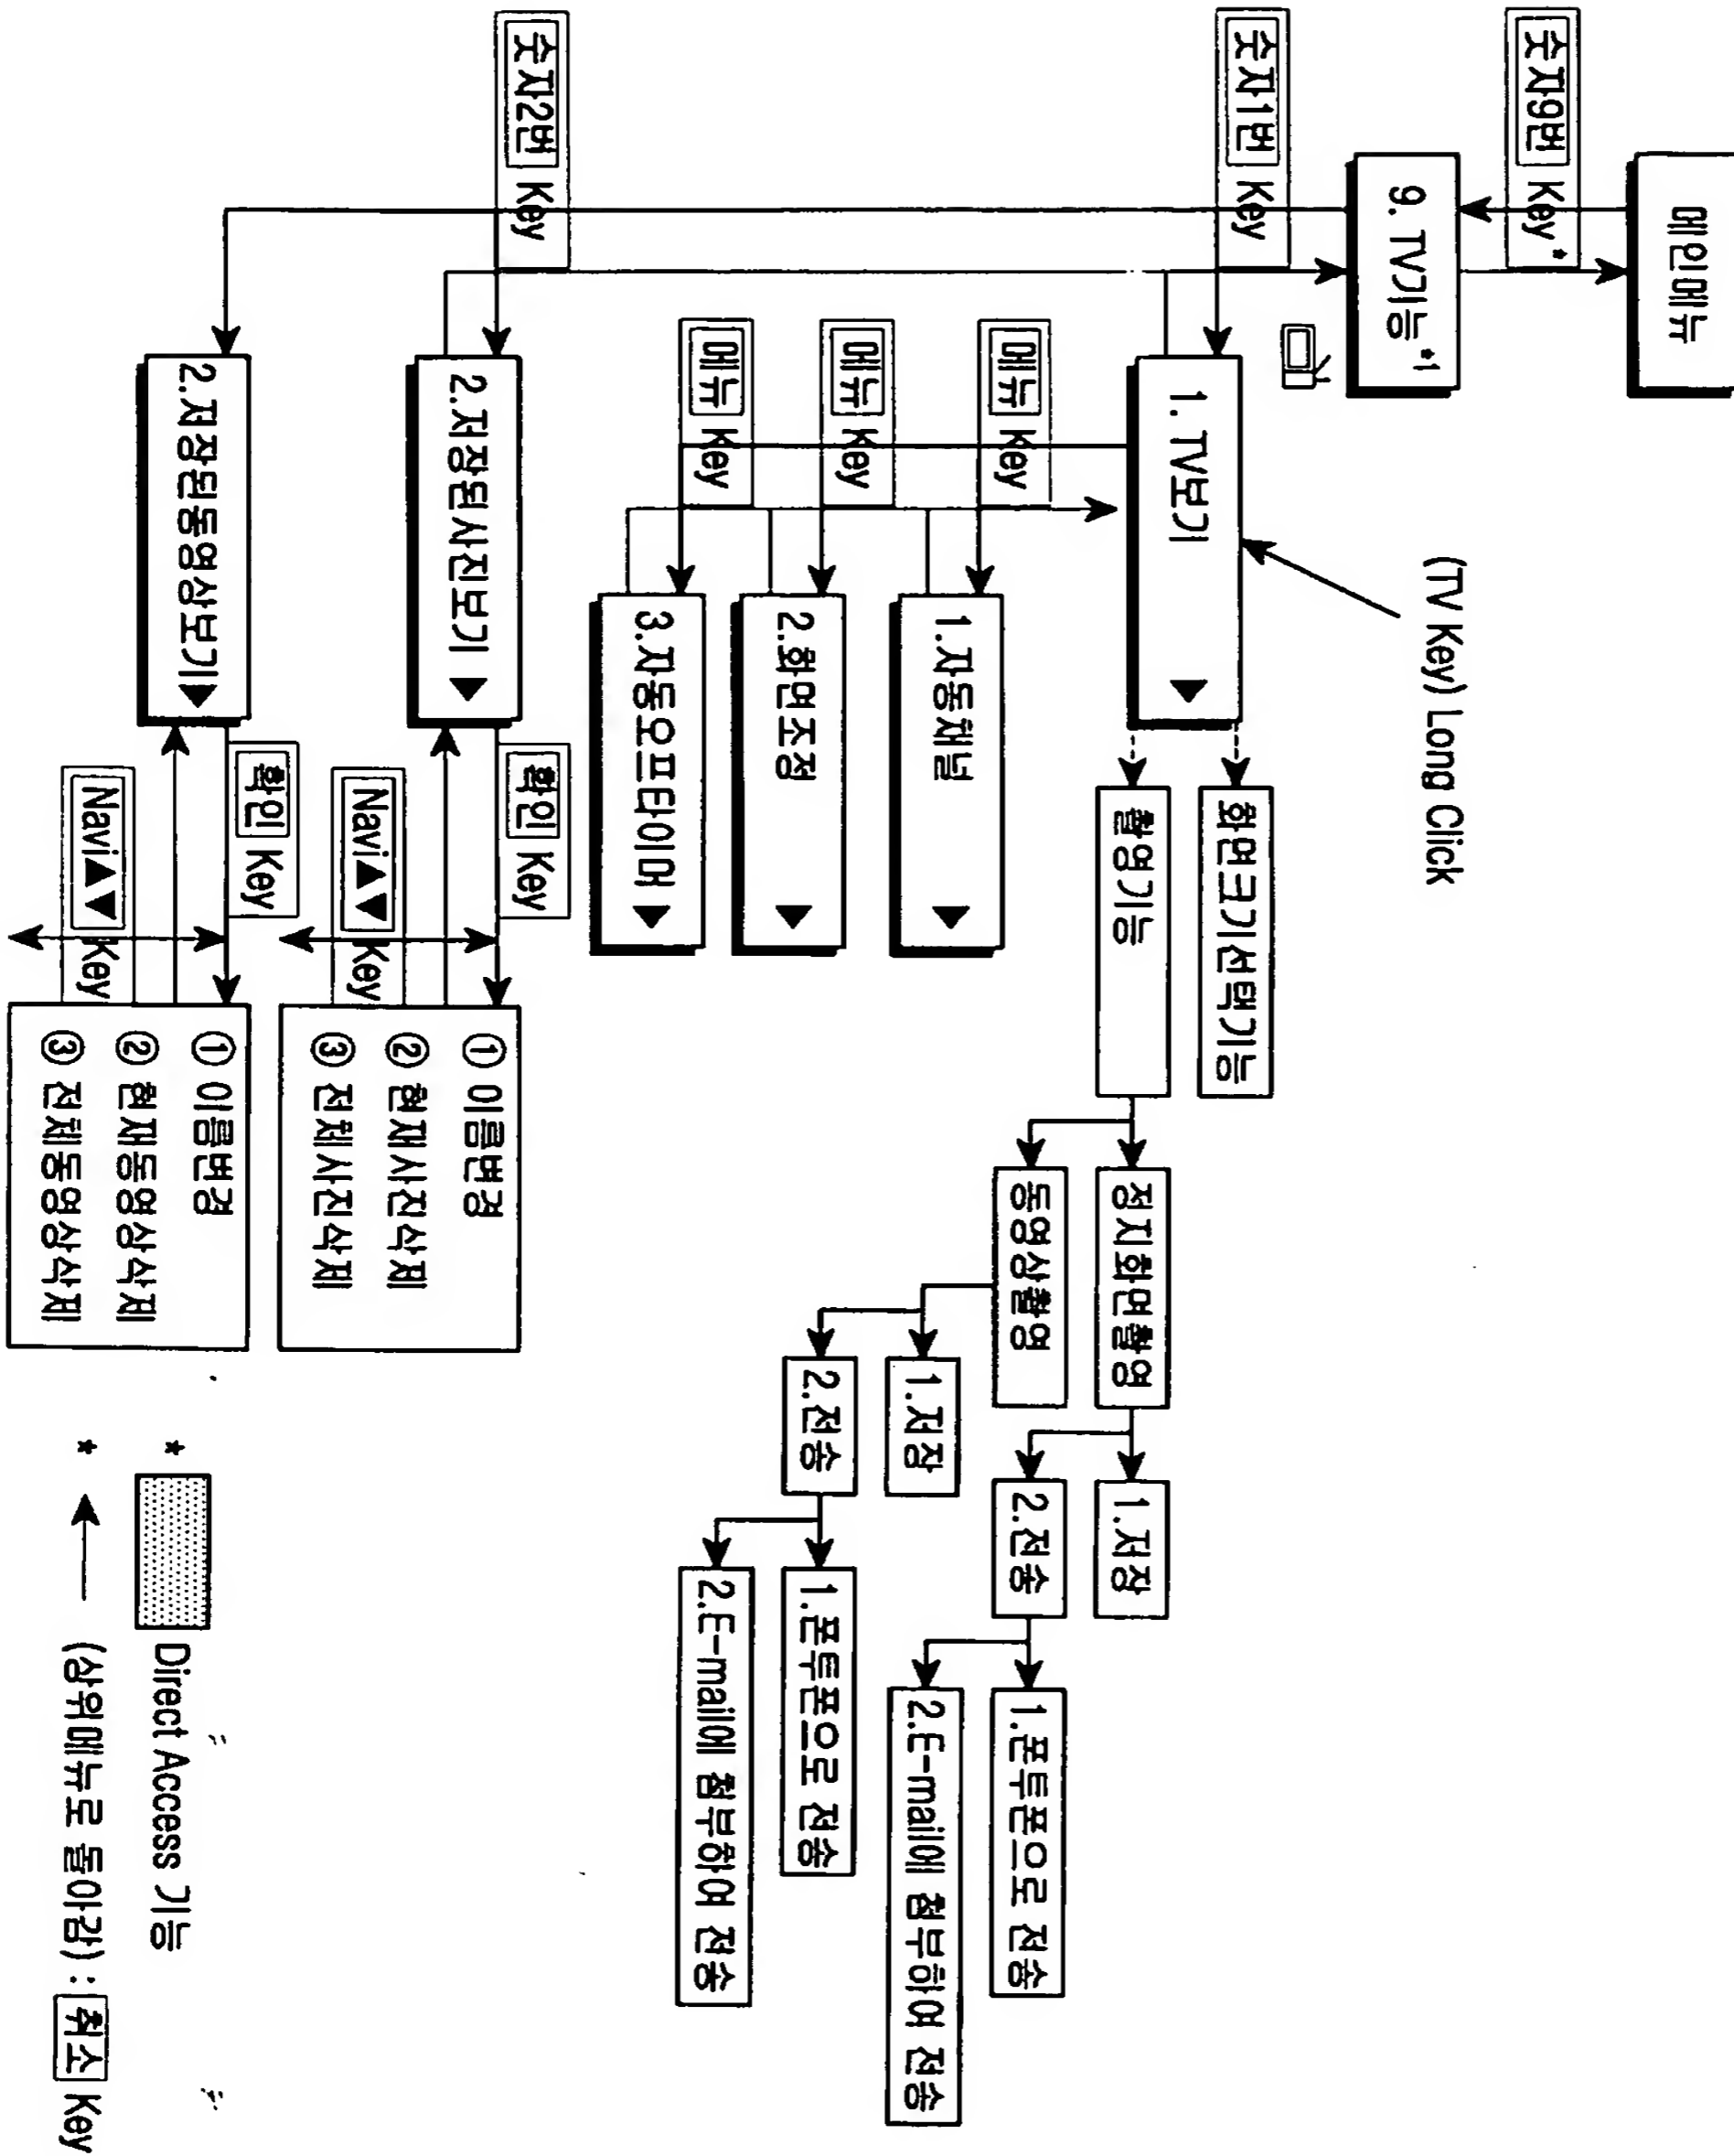 메인메뉴
숫자9번 Key*
9. TV기능*1
숫자1번 Key
(TV Key) Long Click
1. TV보기 ▼
화면크기선택기능
촬영기능
정지화면촬영
1.저장
2.전송
1.폰투폰으로 전송
2.E-mail에 첨부하여 전송
동영상촬영
1.저장
2.전송
1.폰투폰으로 전송
2.E-mail에 첨부하여 전송
메뉴 Key
1.자동채널 ▼
메뉴 Key
2.화면조정 ▼
메뉴 Key
3.자동오프타이머 ▼
숫자2번 Key
2.저장된사진보기 ▼
확인 Key
Navi▲▼ Key
① 이름변경
② 현재사진삭제
③ 전체사진삭제
2.저장된동영상보기▼
확인 Key
Navi▲▼ Key
① 이름변경
② 현재동영상삭제
③ 전체동영상삭제
* Direct Access 기능
* ← (상위메뉴로 돌아감) : 취소 Key